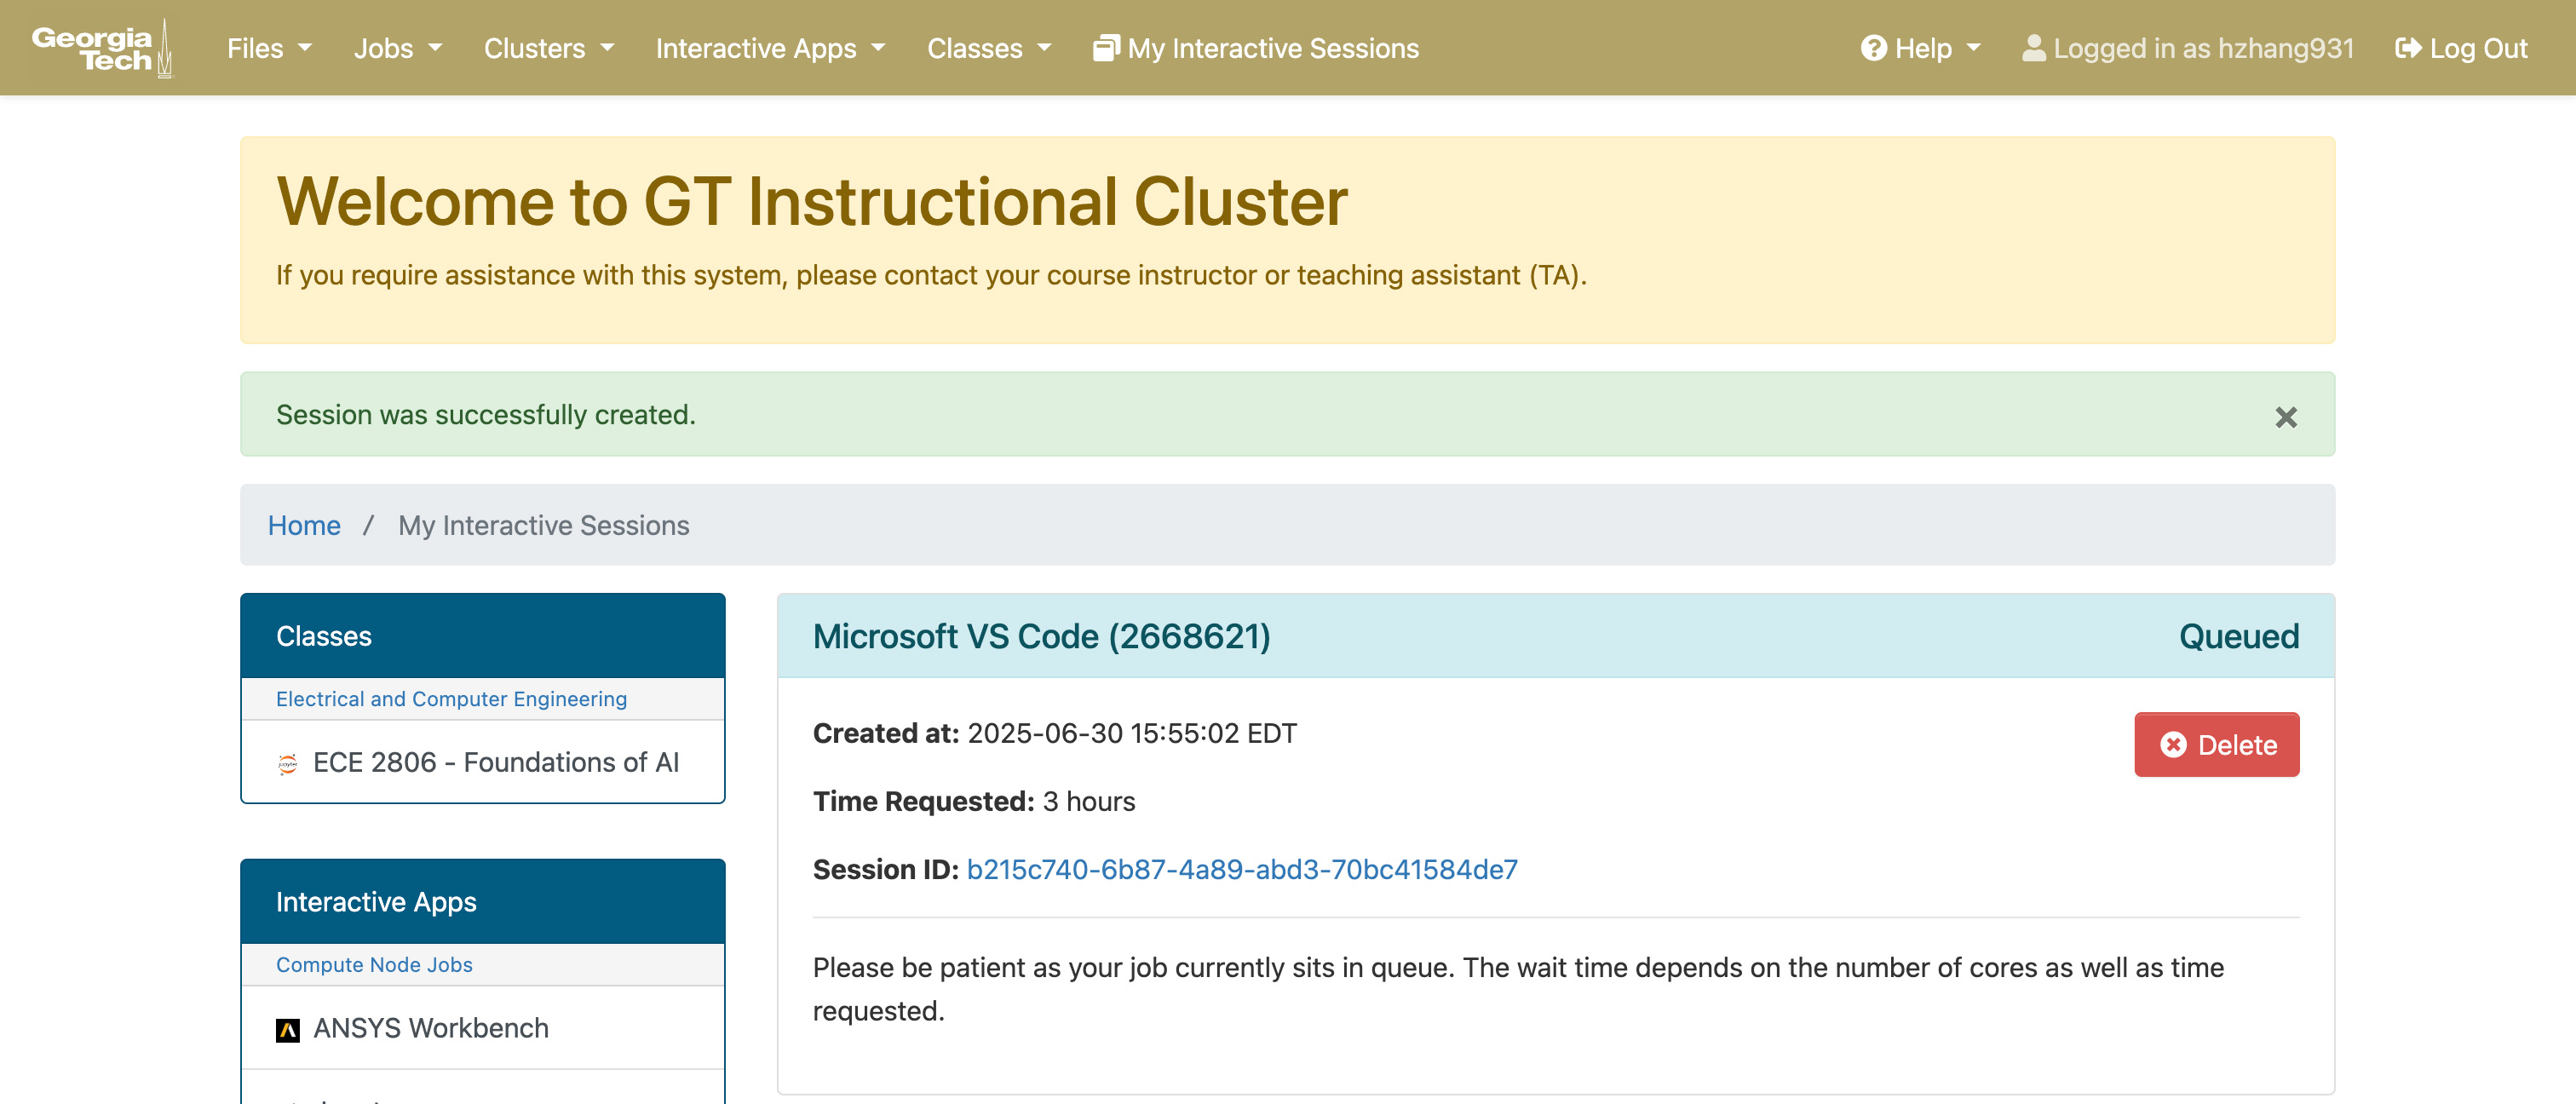 Georgia Tech Files Jobs Clusters Interactive Apps Classes My Interactive Sessions Help Logged in as hzhang931 Log Out
Welcome to GT Instructional Cluster
If you require assistance with this system, please contact your course instructor or teaching assistant (TA).
Session was successfully created. ×
Home / My Interactive Sessions
Classes
Electrical and Computer Engineering
jupyter ECE 2806 - Foundations of AI
Interactive Apps
Compute Node Jobs
ANSYS Workbench
Microsoft VS Code (2668621) Queued
Created at: 2025-06-30 15:55:02 EDT
Delete
Time Requested: 3 hours
Session ID: b215c740-6b87-4a89-abd3-70bc41584de7
Please be patient as your job currently sits in queue. The wait time depends on the number of cores as well as time
requested.